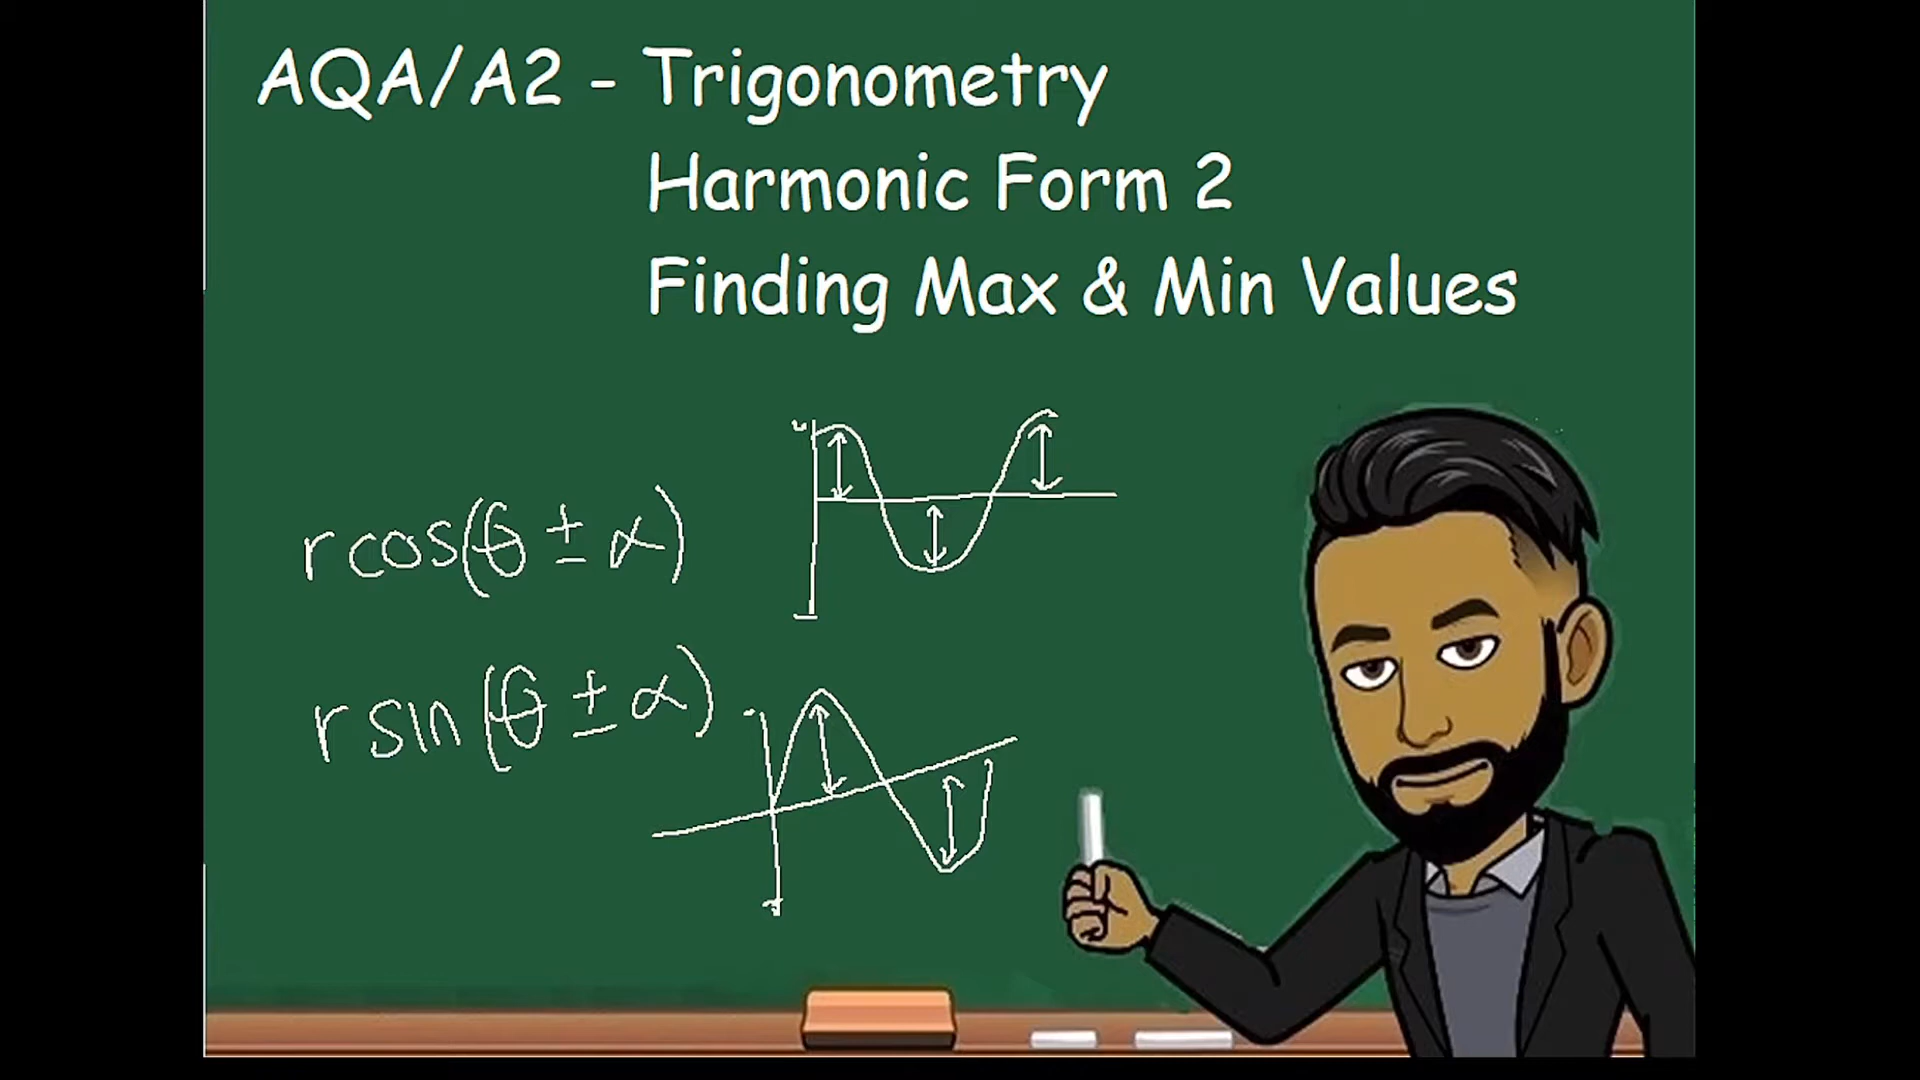 AQA/A2 - Trigonometry
Harmonic Form 2
Finding Max & Min Values
rcos(θ ± α)
rsin(θ ± α)